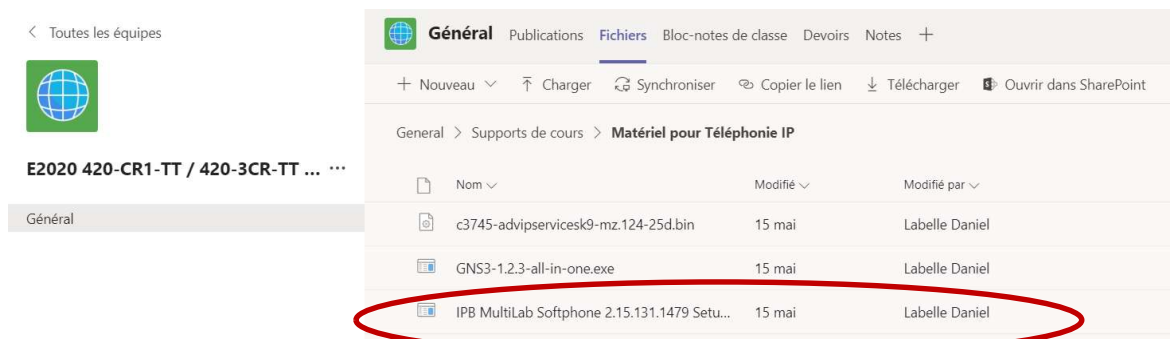 Toutes les équipes
E2020 420-CR1-TT / 420-3CR-TT ... ···
Général
Général Publications Fichiers Bloc-notes de classe Devoirs Notes +
+ Nouveau Charger Synchroniser Copier le lien Télécharger Ouvrir dans SharePoint
General > Supports de cours > Matériel pour Téléphonie IP
Nom Modifié Modifié par
c3745-advipservicesk9-mz.124-25d.bin 15 mai Labelle Daniel
GNS3-1.2.3-all-in-one.exe 15 mai Labelle Daniel
IPB MultiLab Softphone 2.15.131.1479 Setu... 15 mai Labelle Daniel